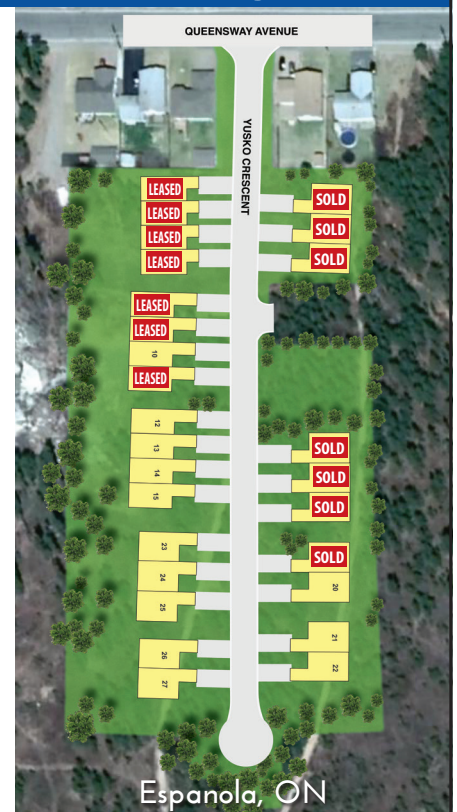 QUEENSWAY AVENUE
YUSKO CRESCENT
LEASED
LEASED
SOLD
LEASED
SOLD
LEASED
SOLD
LEASED
LEASED
10
LEASED
12
13
SOLD
14
SOLD
15
SOLD
23
SOLD
24
20
25
21
26
22
27
Espanola, ON